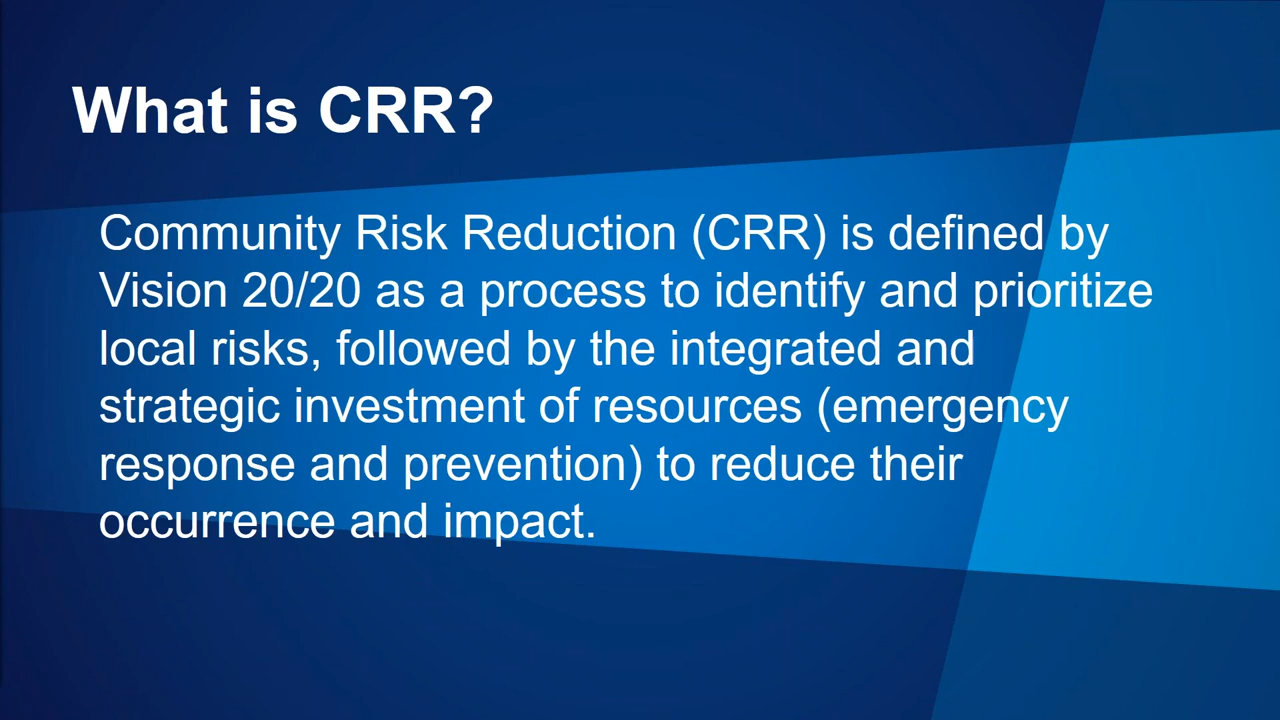 What is CRR?
Community Risk Reduction (CRR) is defined by
Vision 20/20 as a process to identify and prioritize
local risks, followed by the integrated and
strategic investment of resources (emergency
response and prevention) to reduce their
occurrence and impact.